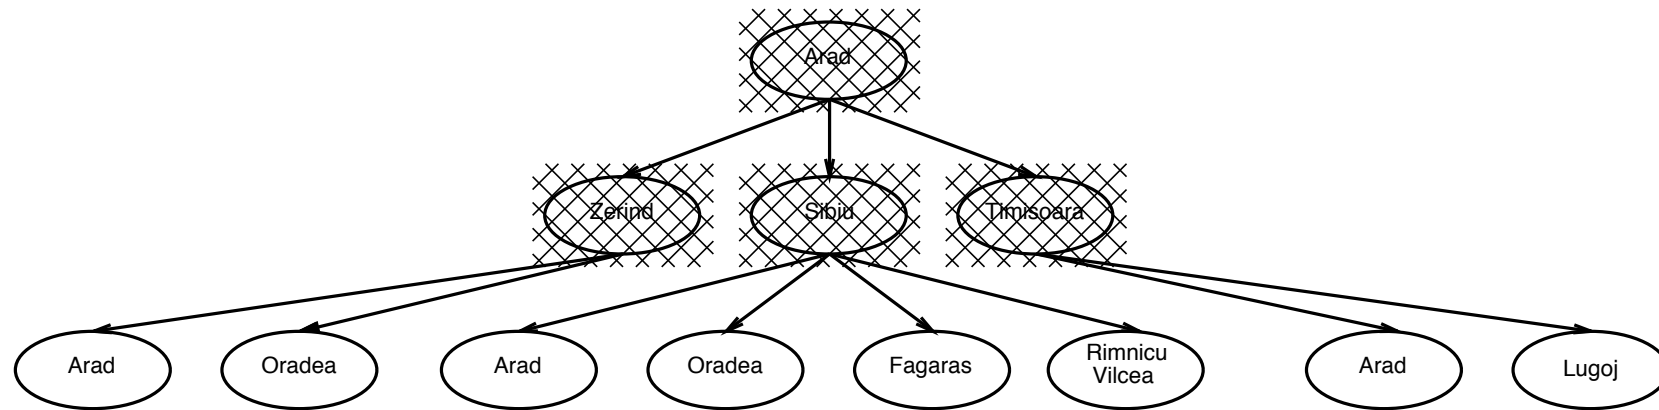 Arad
Zerind
Sibiu
Timisoara
Arad
Oradea
Arad
Oradea
Fagaras
Rimnicu
Vilcea
Arad
Lugoj